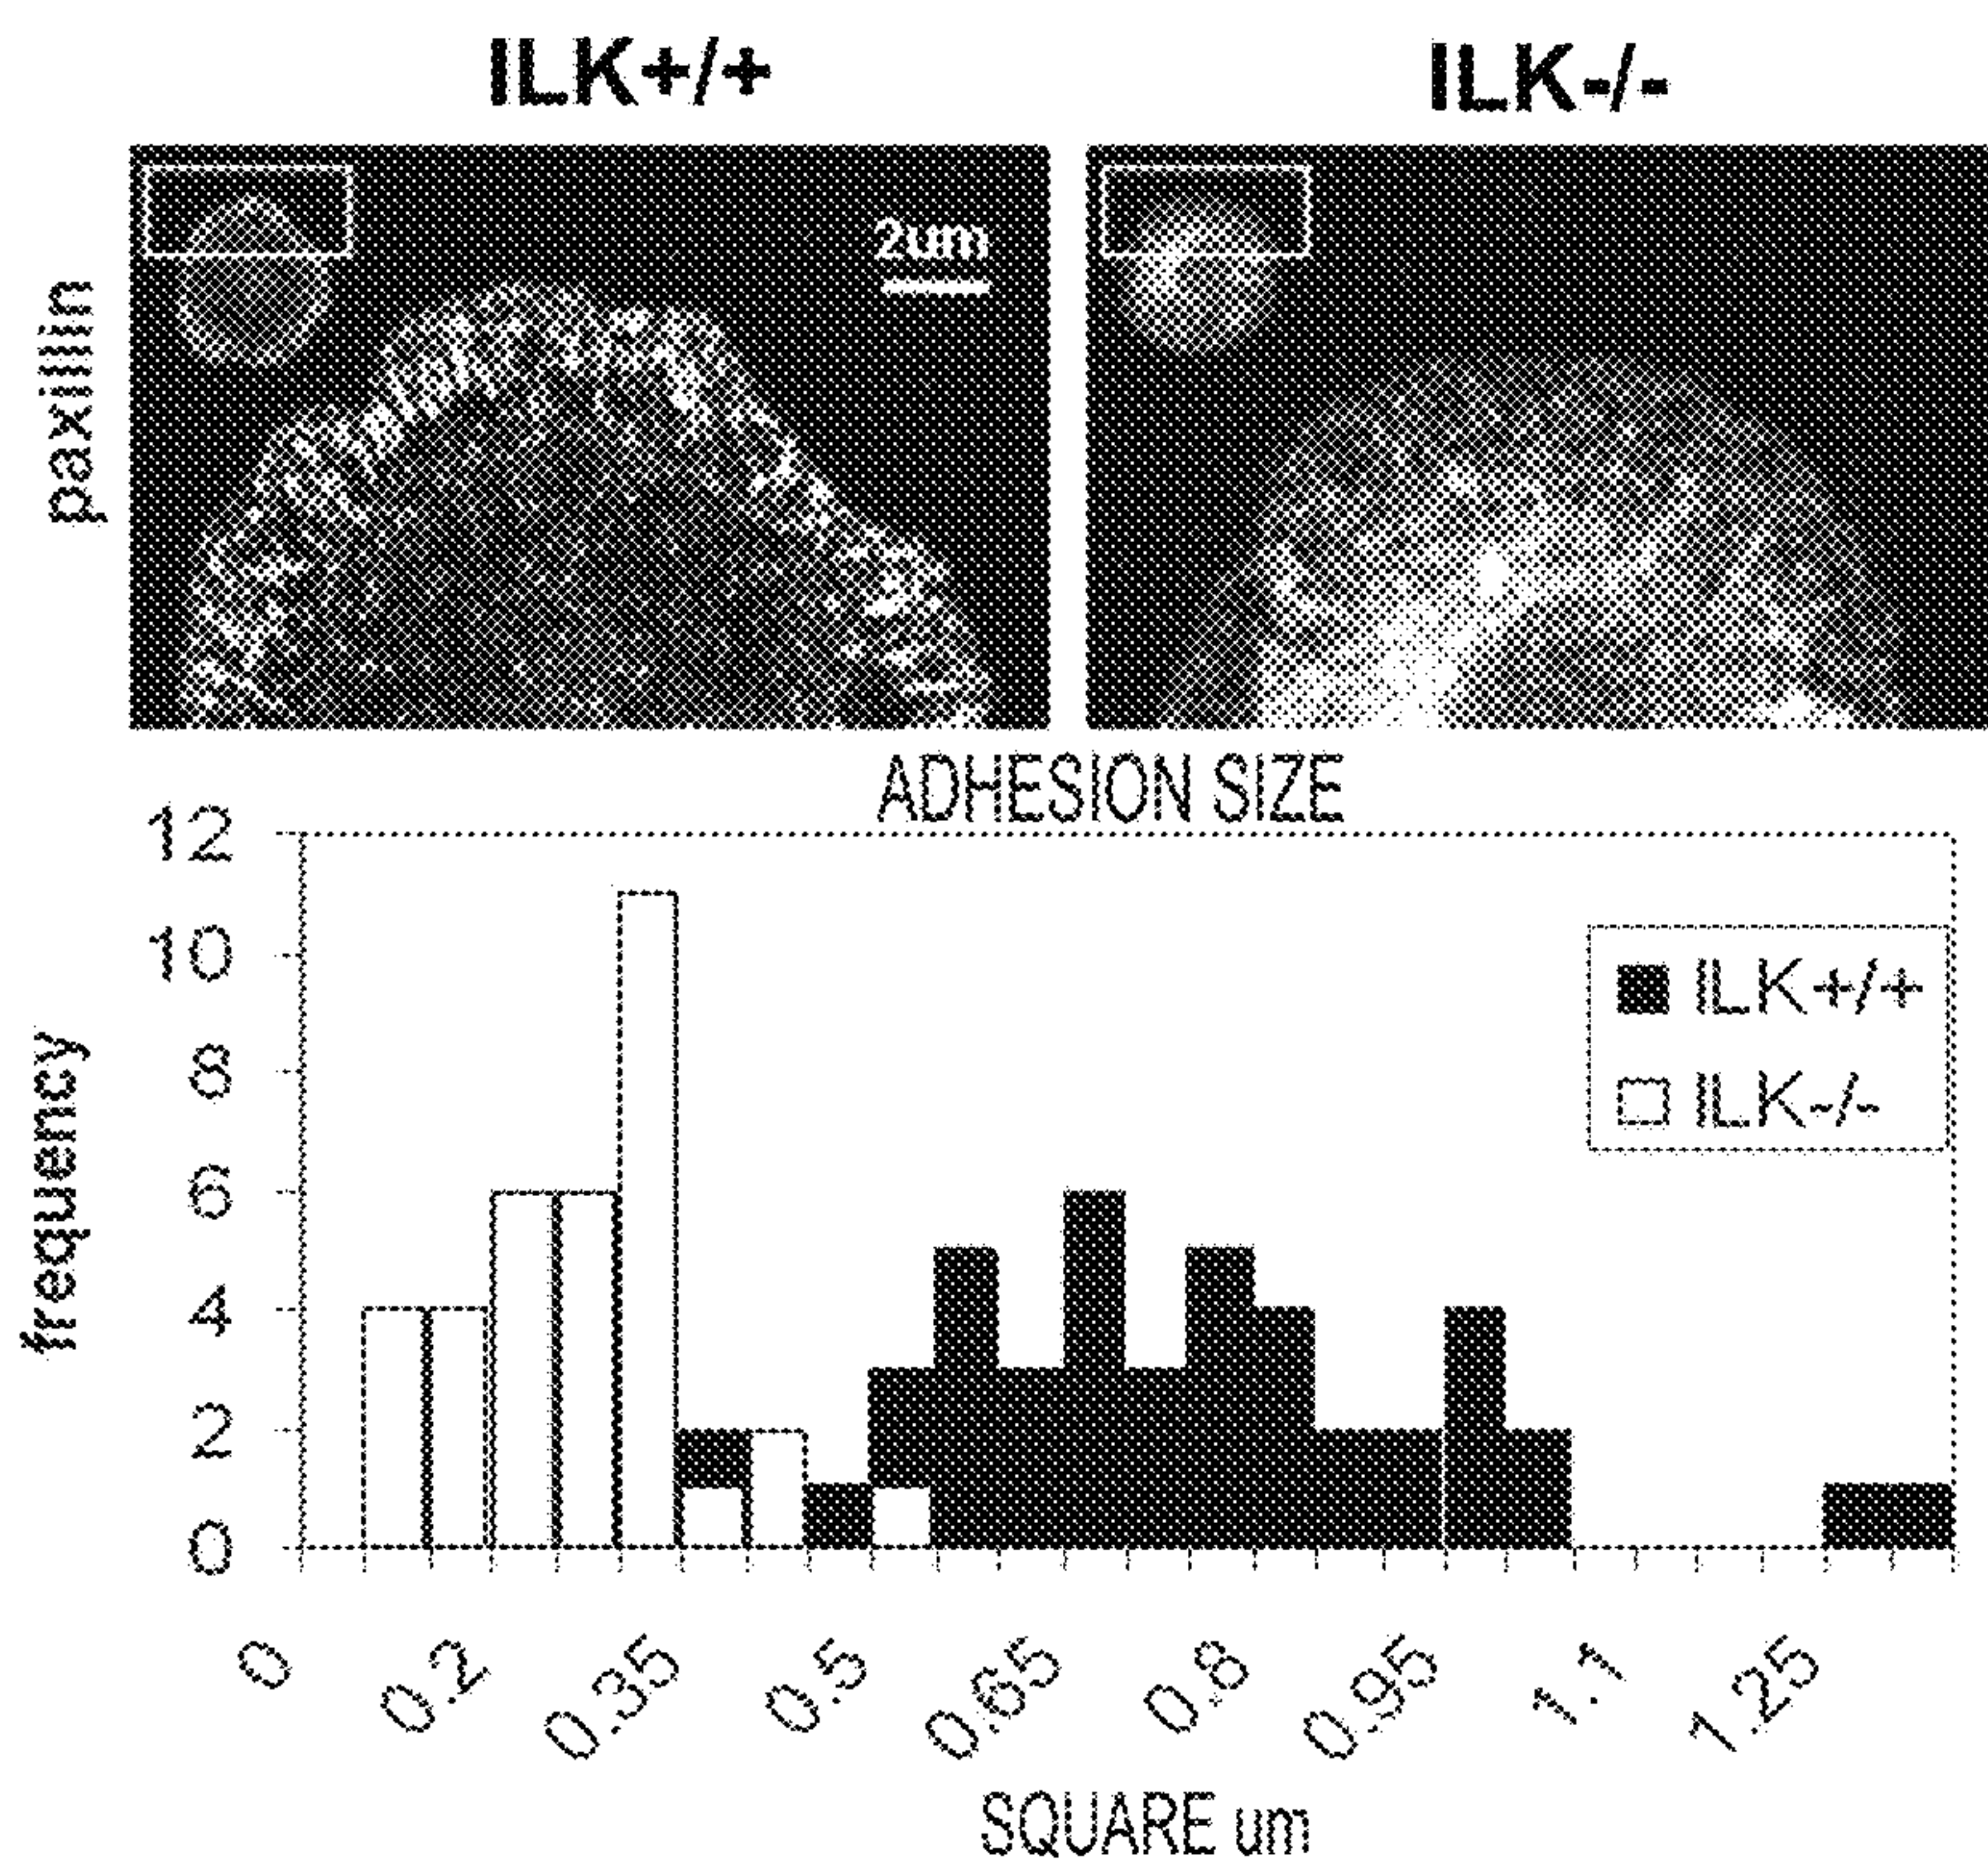 ILK+/+
ILK-/-
paxillin
2um
ADHESION SIZE
frequency
12
10
8
6
4
2
0
ILK+/+
ILK-/-
0
0.2
0.35
0.5
0.65
0.8
0.95
1.1
1.25
SQUARE um